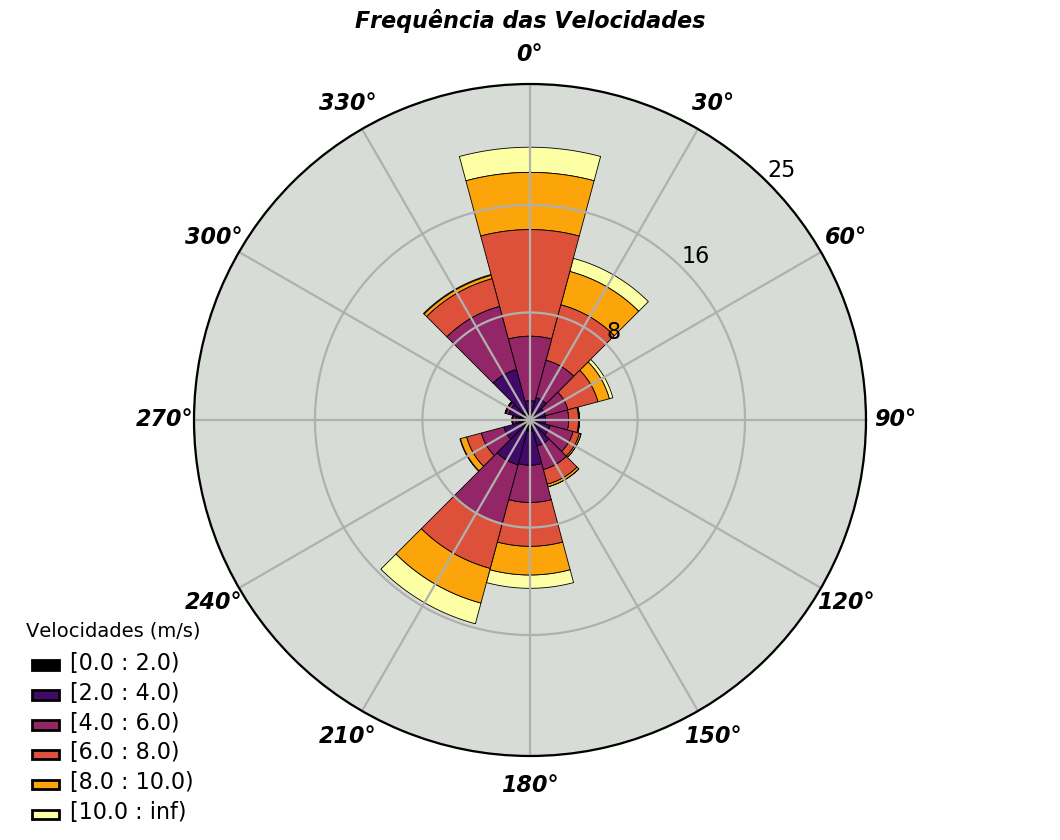 Frequência das Velocidades
0°
330°
30°
25
300°
60°
16
8
270°
90°
240°
120°
210°
150°
180°
Velocidades (m/s)
[0.0 : 2.0)
[2.0 : 4.0)
[4.0 : 6.0)
[6.0 : 8.0)
[8.0 : 10.0)
[10.0 : inf)